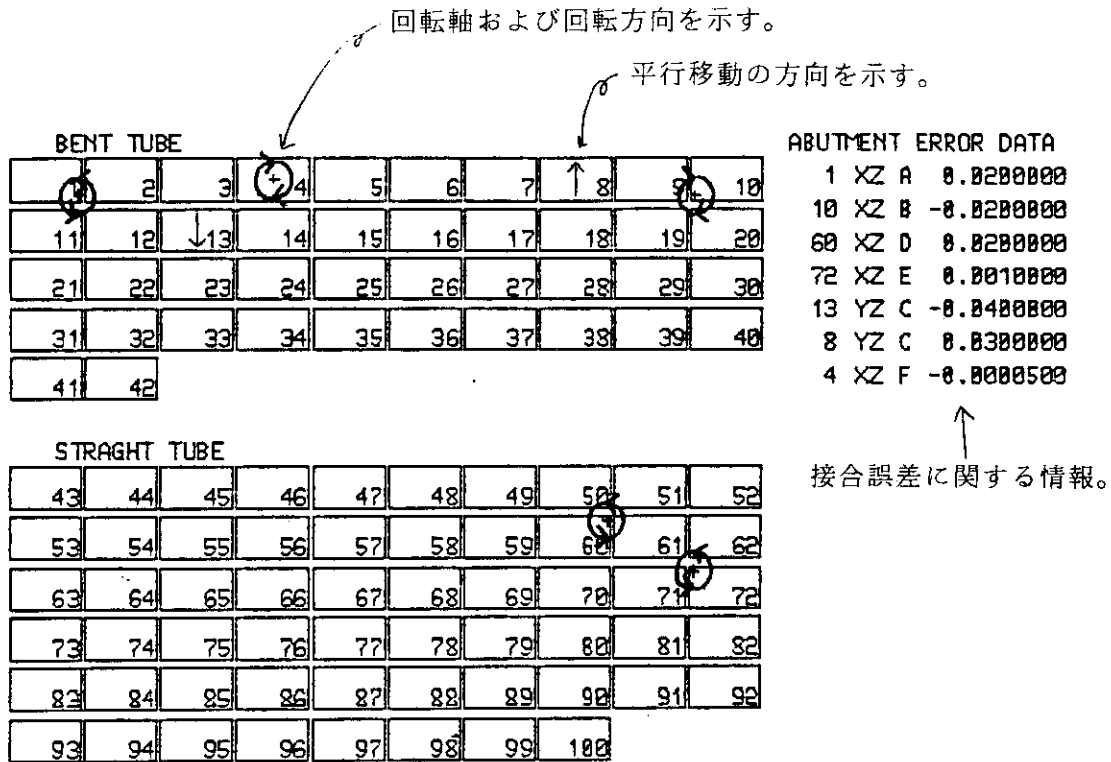 回転軸および回転方向を示す。
平行移動の方向を示す。
BENT TUBE
1 2 3 4 5 6 7 8 9 10
11 12 13 14 15 16 17 18 19 20
21 22 23 24 25 26 27 28 29 30
31 32 33 34 35 36 37 38 39 40
41 42
ABUTMENT ERROR DATA
1 XZ A 0.0200000
10 XZ B -0.0200000
60 XZ D 0.0200000
72 XZ E 0.0010000
13 YZ C -0.0400000
8 YZ C 0.0300000
4 XZ F -0.0000500
接合誤差に関する情報。
STRAGHT TUBE
43 44 45 46 47 48 49 50 51 52
53 54 55 56 57 58 59 60 61 62
63 64 65 66 67 68 69 70 71 72
73 74 75 76 77 78 79 80 81 82
83 84 85 86 87 88 89 90 91 92
93 94 95 96 97 98 99 100